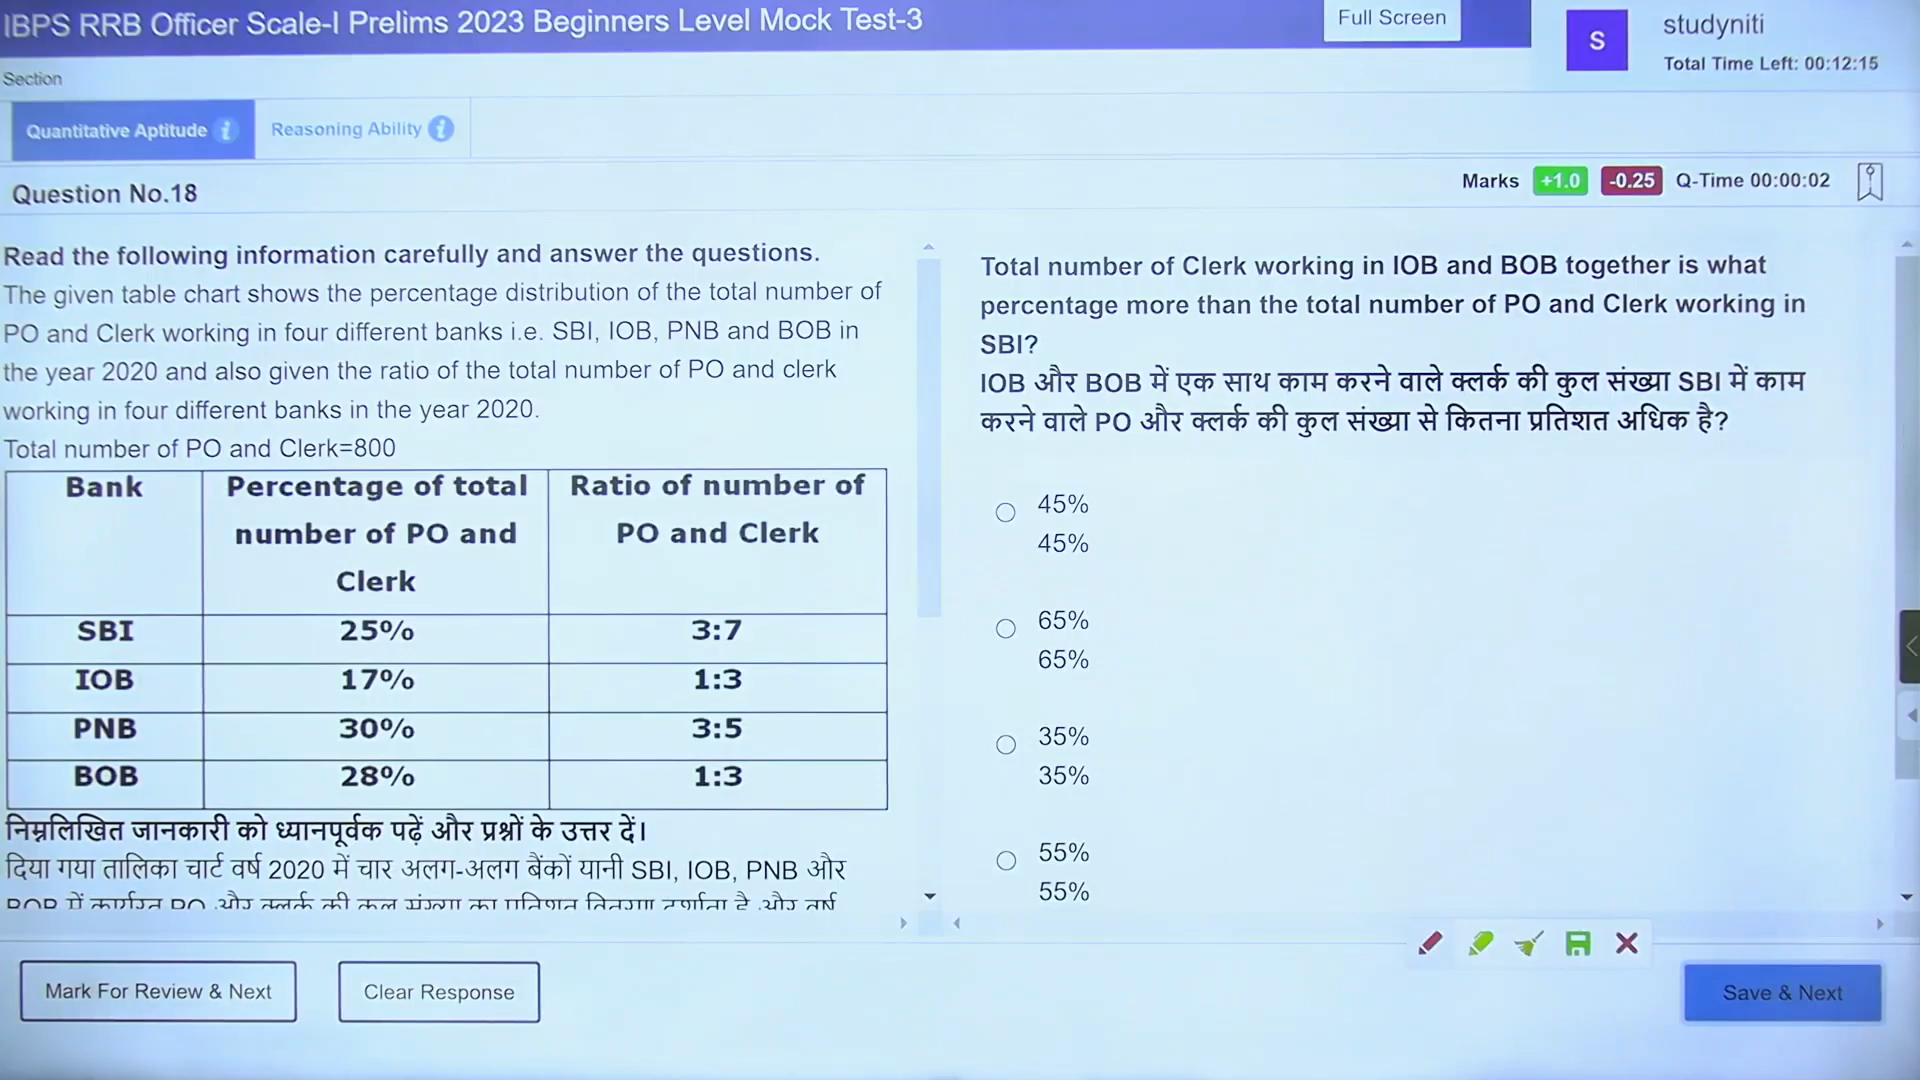 IBPS RRB Officer Scale-I Prelims 2023 Beginners Level Mock Test-3
Full Screen
S
studyniti
Total Time Left: 00:12:15
Section
Quantitative Aptitude i
Reasoning Ability i
Question No.18
Marks +1.0 -0.25 Q-Time 00:00:02
Read the following information carefully and answer the questions.
The given table chart shows the percentage distribution of the total number of
PO and Clerk working in four different banks i.e. SBI, IOB, PNB and BOB in
the year 2020 and also given the ratio of the total number of PO and clerk
working in four different banks in the year 2020.
Total number of PO and Clerk=800
Bank Percentage of total Ratio of number of
number of PO and PO and Clerk
Clerk
SBI 25% 3:7
IOB 17% 1:3
PNB 30% 3:5
BOB 28% 1:3
निम्नलिखित जानकारी को ध्यानपूर्वक पढ़ें और प्रश्नों के उत्तर दें।
दिया गया तालिका चार्ट वर्ष 2020 में चार अलग-अलग बैंकों यानी SBI, IOB, PNB और
BOB में कार्यरत PO और क्लर्क की कुल संख्या का प्रतिशत वितरण दर्शाता है और वर्ष
Total number of Clerk working in IOB and BOB together is what
percentage more than the total number of PO and Clerk working in
SBI?
IOB और BOB में एक साथ काम करने वाले क्लर्क की कुल संख्या SBI में काम
करने वाले PO और क्लर्क की कुल संख्या से कितना प्रतिशत अधिक है?
45%
45%
65%
65%
35%
35%
55%
55%
Mark For Review & Next
Clear Response
Save & Next